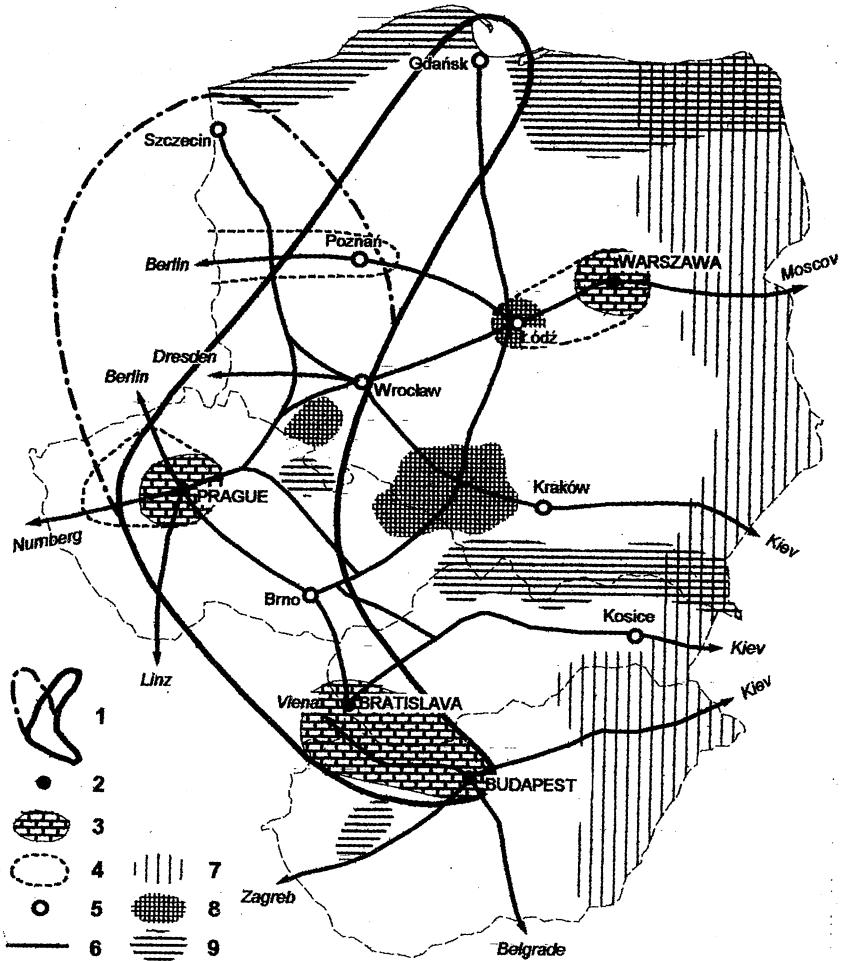 Gdańsk
Szczecin
Poznań
Berlin
WARSZAWA
Moscov
Łódź
Dresden
Berlin
Wrocław
PRAGUE
Kraków
Numberg
Kiev
Brno
Kosice
Kiev
Linz
Kiev
Vienna
BRATISLAVA
BUDAPEST
Zagreb
Belgrade
1
2
3
4
7
5
8
6
9